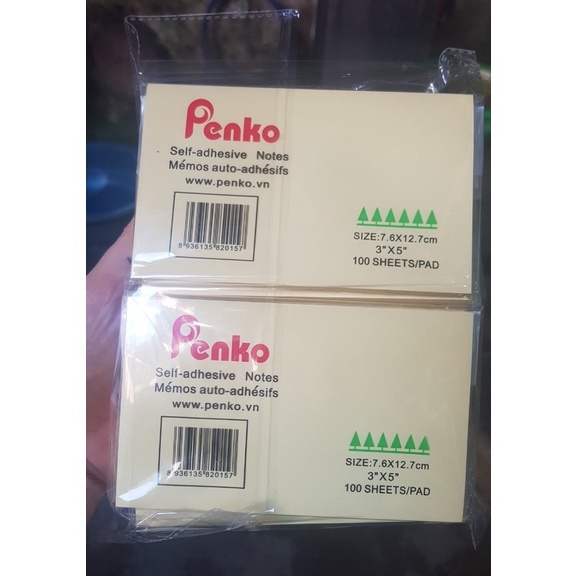 Penko
Self-adhesive Notes
Mémos auto-adhésifs
www.penko.vn
8 936135 820157
SIZE:7.6X12.7cm
3"X5"
100 SHEETS/PAD
Penko
Self-adhesive Notes
Mémos auto-adhésifs
www.penko.vn
8 936135 820157
SIZE:7.6X12.7cm
3"X5"
100 SHEETS/PAD